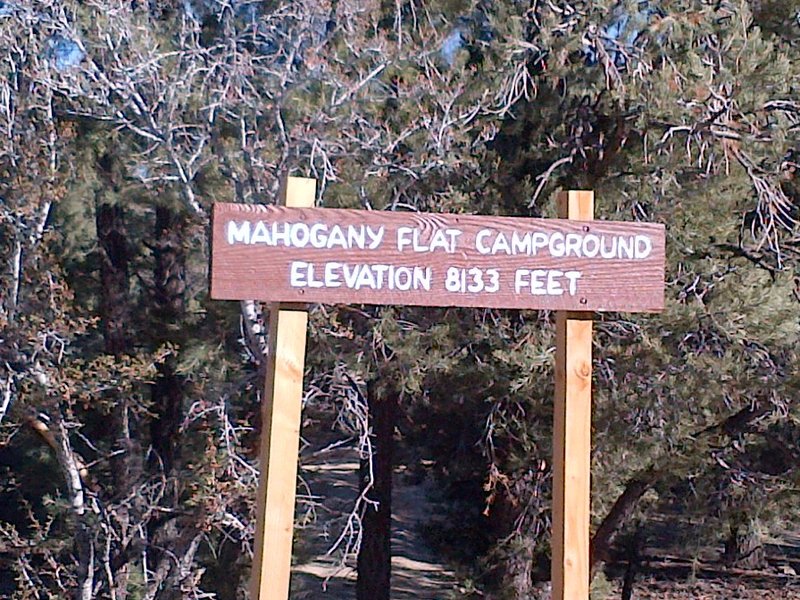 MAHOGANY FLAT CAMPGROUND
ELEVATION 8133 FEET